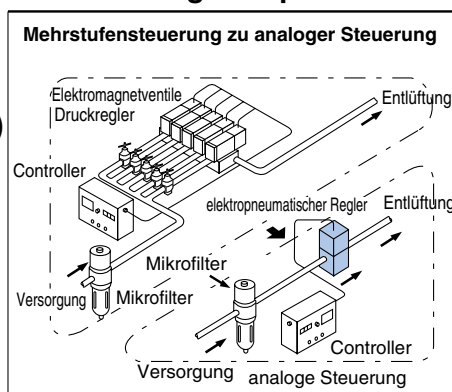 Mehrstufensteuerung zu analoger Steuerung
Elektromagnetventile
Druckregler
Entlüftung
Controller
elektropneumatischer Regler
Entlüftung
Mikrofilter
Versorgung
Mikrofilter
Controller
Versorgung
analoge Steuerung